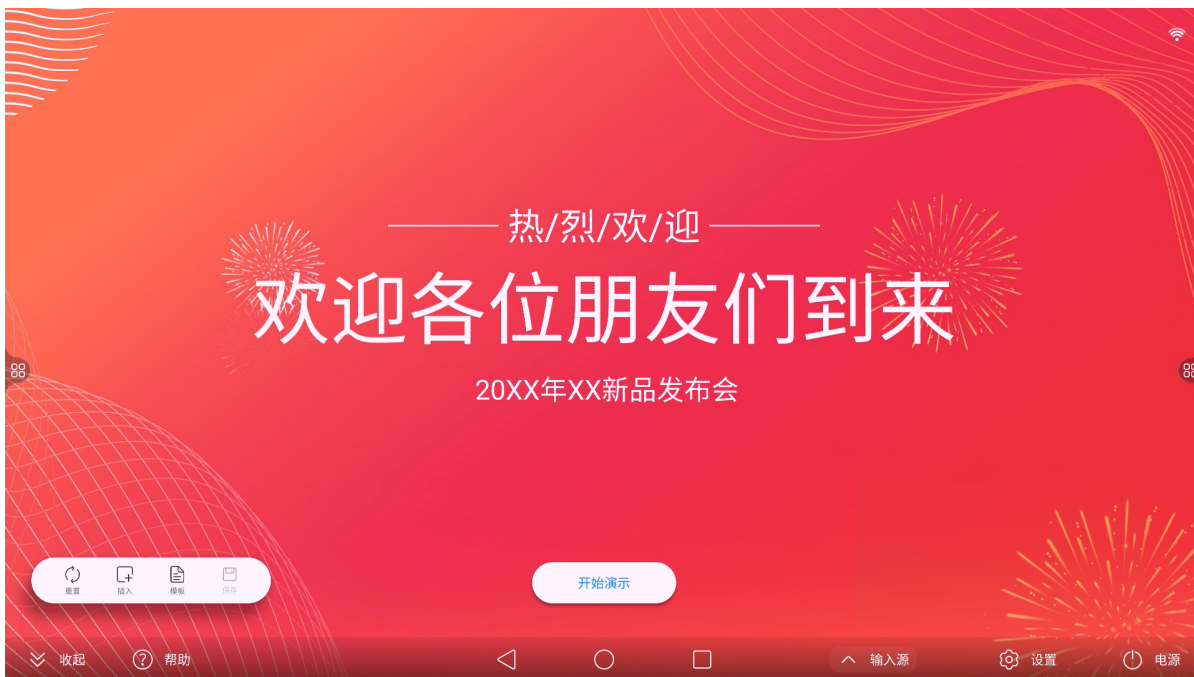 热/烈/欢/迎
欢迎各位朋友们到来
20XX年XX新品发布会
重置 插入 模板 保存
开始演示
收起 帮助 输入源 设置 电源